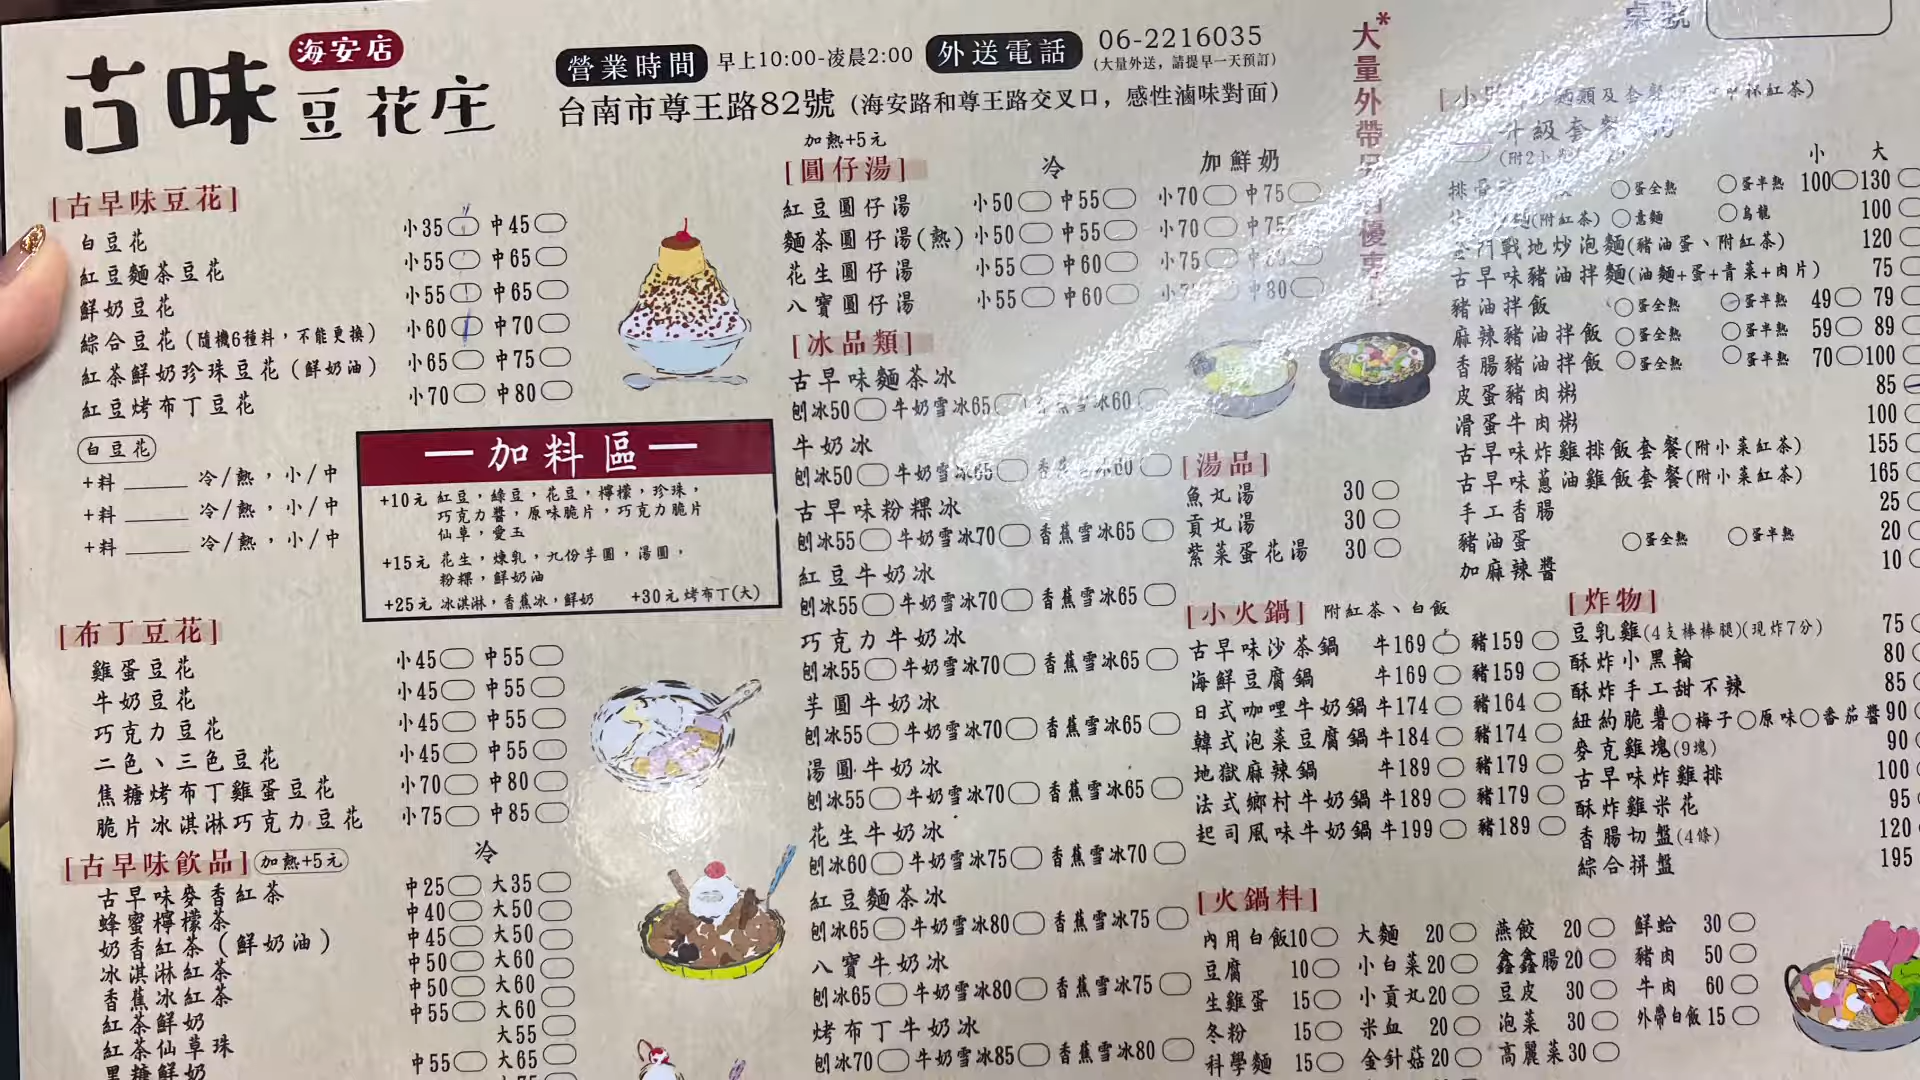 古味豆花庄 海安店
營業時間 早上10:00-凌晨2:00 外送電話 06-2216035
(大量外送,請提早一天預訂)
台南市尊王路82號(海安路和尊王路交叉口,感性滷味對面)
[古早味豆花]
白豆花 小35 中45
紅豆麵茶豆花 小55 中65
鮮奶豆花 小55 中65
綜合豆花(隨機6種料,不能更換) 小60 中70
紅茶鮮奶珍珠豆花(鮮奶油) 小65 中75
紅豆烤布丁豆花 小70 中80
白豆花
+料 ____ 冷/熱,小/中
+料 ____ 冷/熱,小/中
+料 ____ 冷/熱,小/中
一加料區一
+10元 紅豆,綠豆,花豆,檸檬,珍珠,
巧克力醬,原味脆片,巧克力脆片
仙草,愛玉
+15元 花生,煉乳,九份芋圓,湯圓,
粉粿,鮮奶油
+25元 冰淇淋,香蕉冰,鮮奶 +30元 烤布丁(大)
[布丁豆花]
雞蛋豆花 小45 中55
牛奶豆花 小45 中55
巧克力豆花 小45 中55
二色、三色豆花 小45 中55
焦糖烤布丁雞蛋豆花 小70 中80
脆片冰淇淋巧克力豆花 小75 中85
[古早味飲品] 加熱+5元 冷
古早味麥香紅茶 中25 大35
蜂蜜檸檬茶 中40 大50
奶香紅茶(鮮奶油) 中45 大50
冰淇淋紅茶 中50 大60
香蕉冰紅茶 中50 大60
紅茶鮮奶 中55 大60
紅茶仙草珠 大55
黑糖鮮奶 中55 大65
加熱+5元
[圓仔湯] 冷 加鮮奶
紅豆圓仔湯 小50 中55 小70 中75
麵茶圓仔湯(熱) 小50 中55 小70 中75
花生圓仔湯 小55 中60 小75
八寶圓仔湯 小55 中60 中80
[冰品類]
古早味麵茶冰
刨冰50 牛奶雪冰65 香蕉雪冰60
牛奶冰
刨冰50 牛奶雪冰65 香蕉雪冰60
古早味粉粿冰
刨冰55 牛奶雪冰70 香蕉雪冰65
紅豆牛奶冰
刨冰55 牛奶雪冰70 香蕉雪冰65
巧克力牛奶冰
刨冰55 牛奶雪冰70 香蕉雪冰65
芋圓牛奶冰
刨冰55 牛奶雪冰70 香蕉雪冰65
湯圓牛奶冰
刨冰55 牛奶雪冰70 香蕉雪冰65
花生牛奶冰
刨冰60 牛奶雪冰75 香蕉雪冰70
紅豆麵茶冰
刨冰65 牛奶雪冰80 香蕉雪冰75
八寶牛奶冰
刨冰65 牛奶雪冰80 香蕉雪冰75
烤布丁牛奶冰
刨冰70 牛奶雪冰85 香蕉雪冰80
*大量外帶
[湯品]
魚丸湯 30
貢丸湯 30
紫菜蛋花湯 30
[小火鍋] 附紅茶、白飯
古早味沙茶鍋 牛169 豬159
海鮮豆腐鍋 牛169 豬159
日式咖哩牛奶鍋 牛174 豬164
韓式泡菜豆腐鍋 牛184 豬174
地獄麻辣鍋 牛189 豬179
法式鄉村牛奶鍋 牛189 豬179
起司風味牛奶鍋 牛199 豬189
[火鍋料]
內用白飯10 大麵 20 燕餃 20 鮮蛤 30
豆腐 10 小白菜20 鑫鑫腸20 豬肉 50
生雞蛋 15 小貢丸20 豆皮 30 牛肉 60
冬粉 15 米血 20 泡菜 30 外帶白飯15
科學麵 15 金針菇20 高麗菜30
桌號
升級套餐
小 大
蛋全熟 蛋半熟 100 130
(附紅茶) 意麵 烏龍 100
金門戰地炒泡麵(豬油蛋、附紅茶) 120
古早味豬油拌麵(油麵+蛋+青菜+肉片) 75
豬油拌飯 蛋全熟 蛋半熟 49 79
麻辣豬油拌飯 蛋全熟 蛋半熟 59 89
香腸豬油拌飯 蛋全熟 蛋半熟 70 100
皮蛋豬肉粥 85
滑蛋牛肉粥 100
古早味炸雞排飯套餐(附小菜紅茶) 155
古早味蔥油雞飯套餐(附小菜紅茶) 165
手工香腸 25
豬油蛋 蛋全熟 蛋半熟 20
加麻辣醬 10
[炸物]
豆乳雞(4支棒棒腿)(現炸7分) 75
酥炸小黑輪 80
酥炸手工甜不辣 85
紐約脆薯 梅子 原味 番茄醬 90
麥克雞塊(9塊) 90
古早味炸雞排 100
酥炸雞米花 95
香腸切盤(4條) 120
綜合拼盤 195